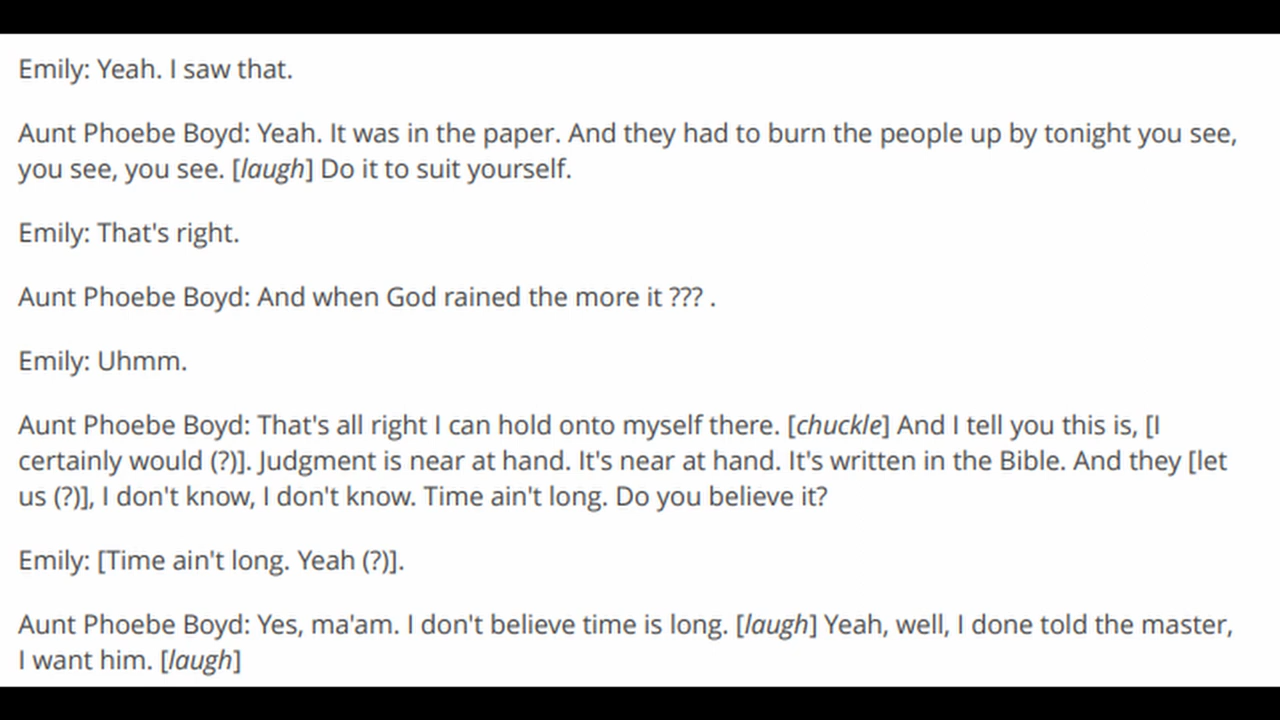 Emily: Yeah. I saw that.
Aunt Phoebe Boyd: Yeah. It was in the paper. And they had to burn the people up by tonight you see,
you see, you see. [laugh] Do it to suit yourself.
Emily: That's right.
Aunt Phoebe Boyd: And when God rained the more it ??? .
Emily: Uhmm.
Aunt Phoebe Boyd: That's all right I can hold onto myself there. [chuckle] And I tell you this is, [I
certainly would (?)]. Judgment is near at hand. It's near at hand. It's written in the Bible. And they [let
us (?)], I don't know, I don't know. Time ain't long. Do you believe it?
Emily: [Time ain't long. Yeah (?)].
Aunt Phoebe Boyd: Yes, ma'am. I don't believe time is long. [laugh] Yeah, well, I done told the master,
I want him. [laugh]